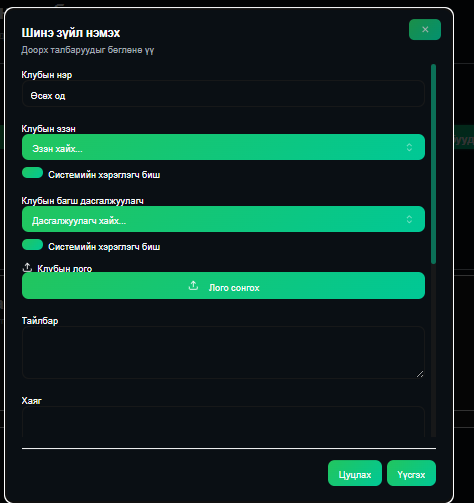 Шинэ зүйл нэмэх
Доорх талбаруудыг бөглөнө үү
Клубын нэр
Өсөх од
Клубын эзэн
Эзэн хайх...
Системийн хэрэглэгч биш
Клубын багш дасгалжуулагч
Дасгалжуулагч хайх...
Системийн хэрэглэгч биш
Клубын лого
Лого сонгох
Тайлбар
Хаяг
Цуцлах
Үүсгэх